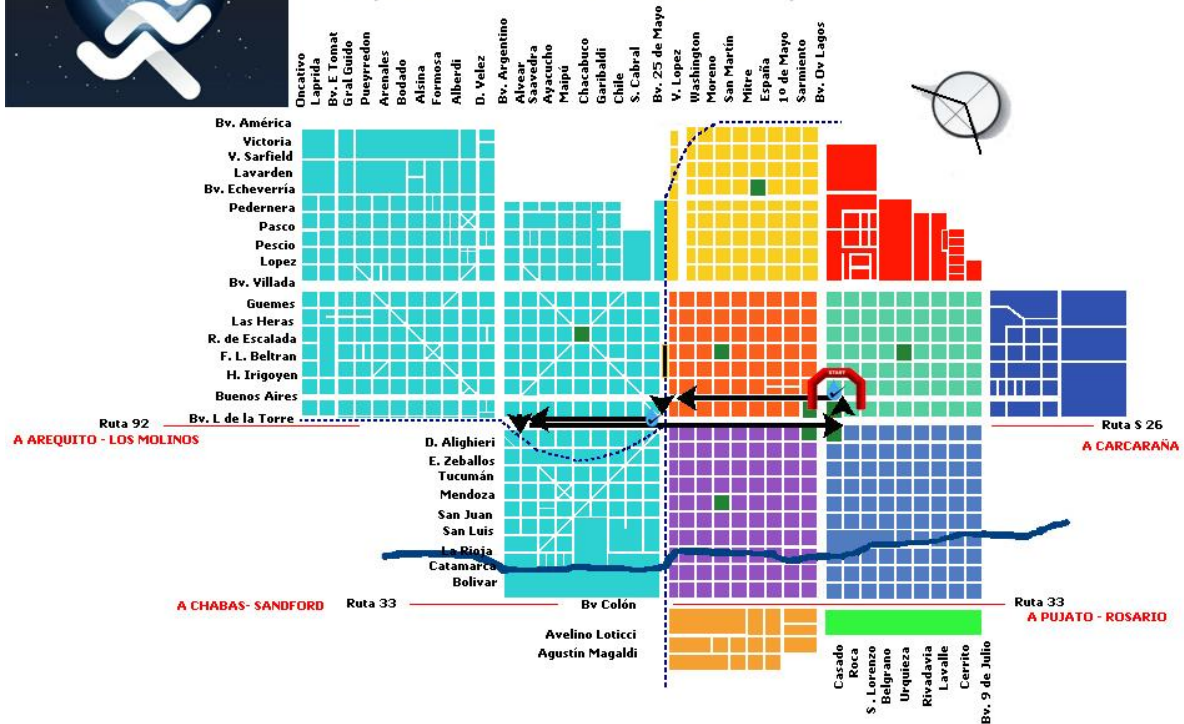 Oncativo
Laprida
Bv. E Tomat
Gral Guido
Pueyrredon
Arenales
Bodado
Alsina
Formosa
Alberdi
D. Velez
Bv. Argentino
Alvear
Saavedra
Ayacucho
Maipú
Chacabuco
Garibaldi
Chile
S. Cabral
Bv. 25 de Mayo
V. Lopez
Washington
Moreno
San Martín
Mitre
España
1º de Mayo
Sarmiento
Bv. Ov Lagos
Bv. América
Victoria
V. Sarfield
Lavarden
Bv. Echeverría
Pedernera
Pasco
Pescio
Lopez
Bv. Villada
Guemes
Las Heras
R. de Escalada
F. L. Beltran
H. Irigoyen
START
Buenos Aires
Bv. L de la Torre
Ruta 92
A AREQUITO - LOS MOLINOS
Ruta S 26
A CARCARAÑA
D. Alighieri
E. Zeballos
Tucumán
Mendoza
San Juan
San Luis
La Rioja
Catamarca
Bolivar
A CHABAS- SANDFORD
Ruta 33
Bv Colón
Ruta 33
A PUJATO - ROSARIO
Avelino Loticci
Agustín Magaldi
Casado
Roca
S . Lorenzo
Belgrano
Urquieza
Rivadavia
Lavalle
Cerrito
Bv. 9 de Julio